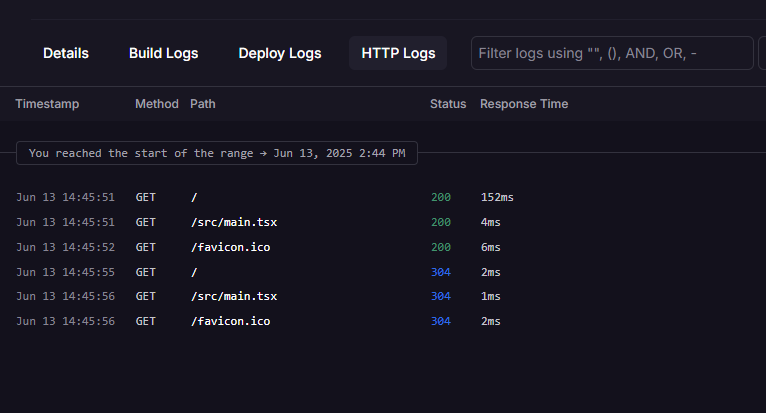 Details Build Logs Deploy Logs HTTP Logs Filter logs using "", (), AND, OR, -
Timestamp Method Path Status Response Time
You reached the start of the range → Jun 13, 2025 2:44 PM
Jun 13 14:45:51 GET / 200 152ms
Jun 13 14:45:51 GET /src/main.tsx 200 4ms
Jun 13 14:45:52 GET /favicon.ico 200 6ms
Jun 13 14:45:55 GET / 304 2ms
Jun 13 14:45:56 GET /src/main.tsx 304 1ms
Jun 13 14:45:56 GET /favicon.ico 304 2ms